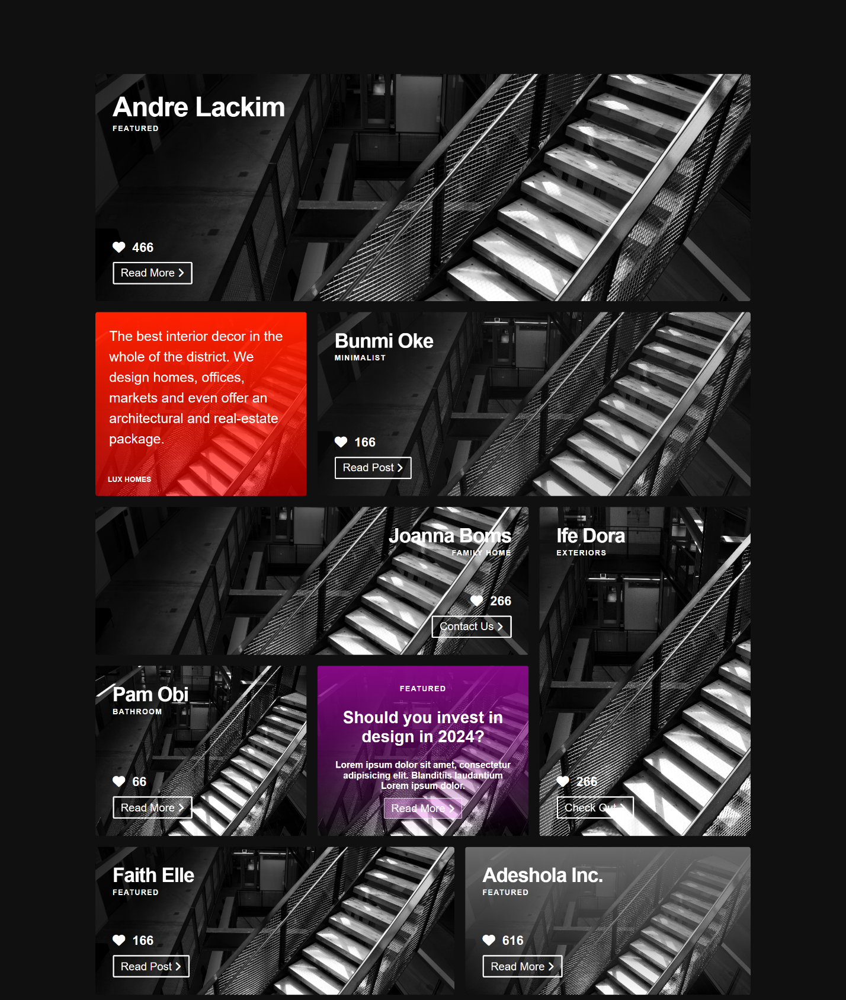 Andre Lackim
FEATURED
466
Read More
The best interior decor in the
whole of the district. We
design homes, offices,
markets and even offer an
architectural and real-estate
package.
LUX HOMES
Bunmi Oke
MINIMALIST
166
Read Post
Joanna Boms
FAMILY HOME
266
Contact Us
Ife Dora
EXTERIORS
266
Check Out
Pam Obi
BATHROOM
66
Read More
FEATURED
Should you invest in
design in 2024?
Lorem ipsum dolor sit amet, consectetur
adipisicing elit. Blanditiis laudantium
Lorem ipsum dolor.
Read More
Faith Elle
FEATURED
166
Read Post
Adeshola Inc.
FEATURED
616
Read More